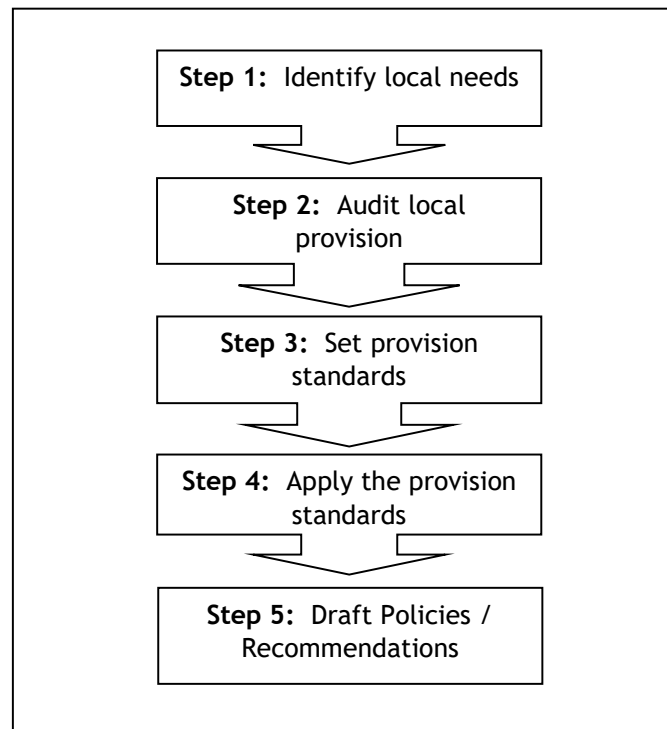 Step 1: Identify local needs
Step 2: Audit local
provision
Step 3: Set provision
standards
Step 4: Apply the provision
standards
Step 5: Draft Policies /
Recommendations